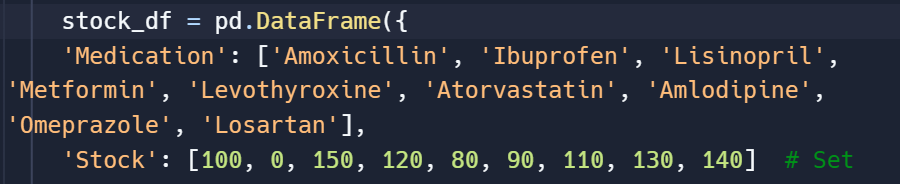 stock_df = pd.DataFrame({
'Medication': ['Amoxicillin', 'Ibuprofen', 'Lisinopril',
'Metformin', 'Levothyroxine', 'Atorvastatin', 'Amlodipine',
'Omeprazole', 'Losartan'],
'Stock': [100, 0, 150, 120, 80, 90, 110, 130, 140]  # Set